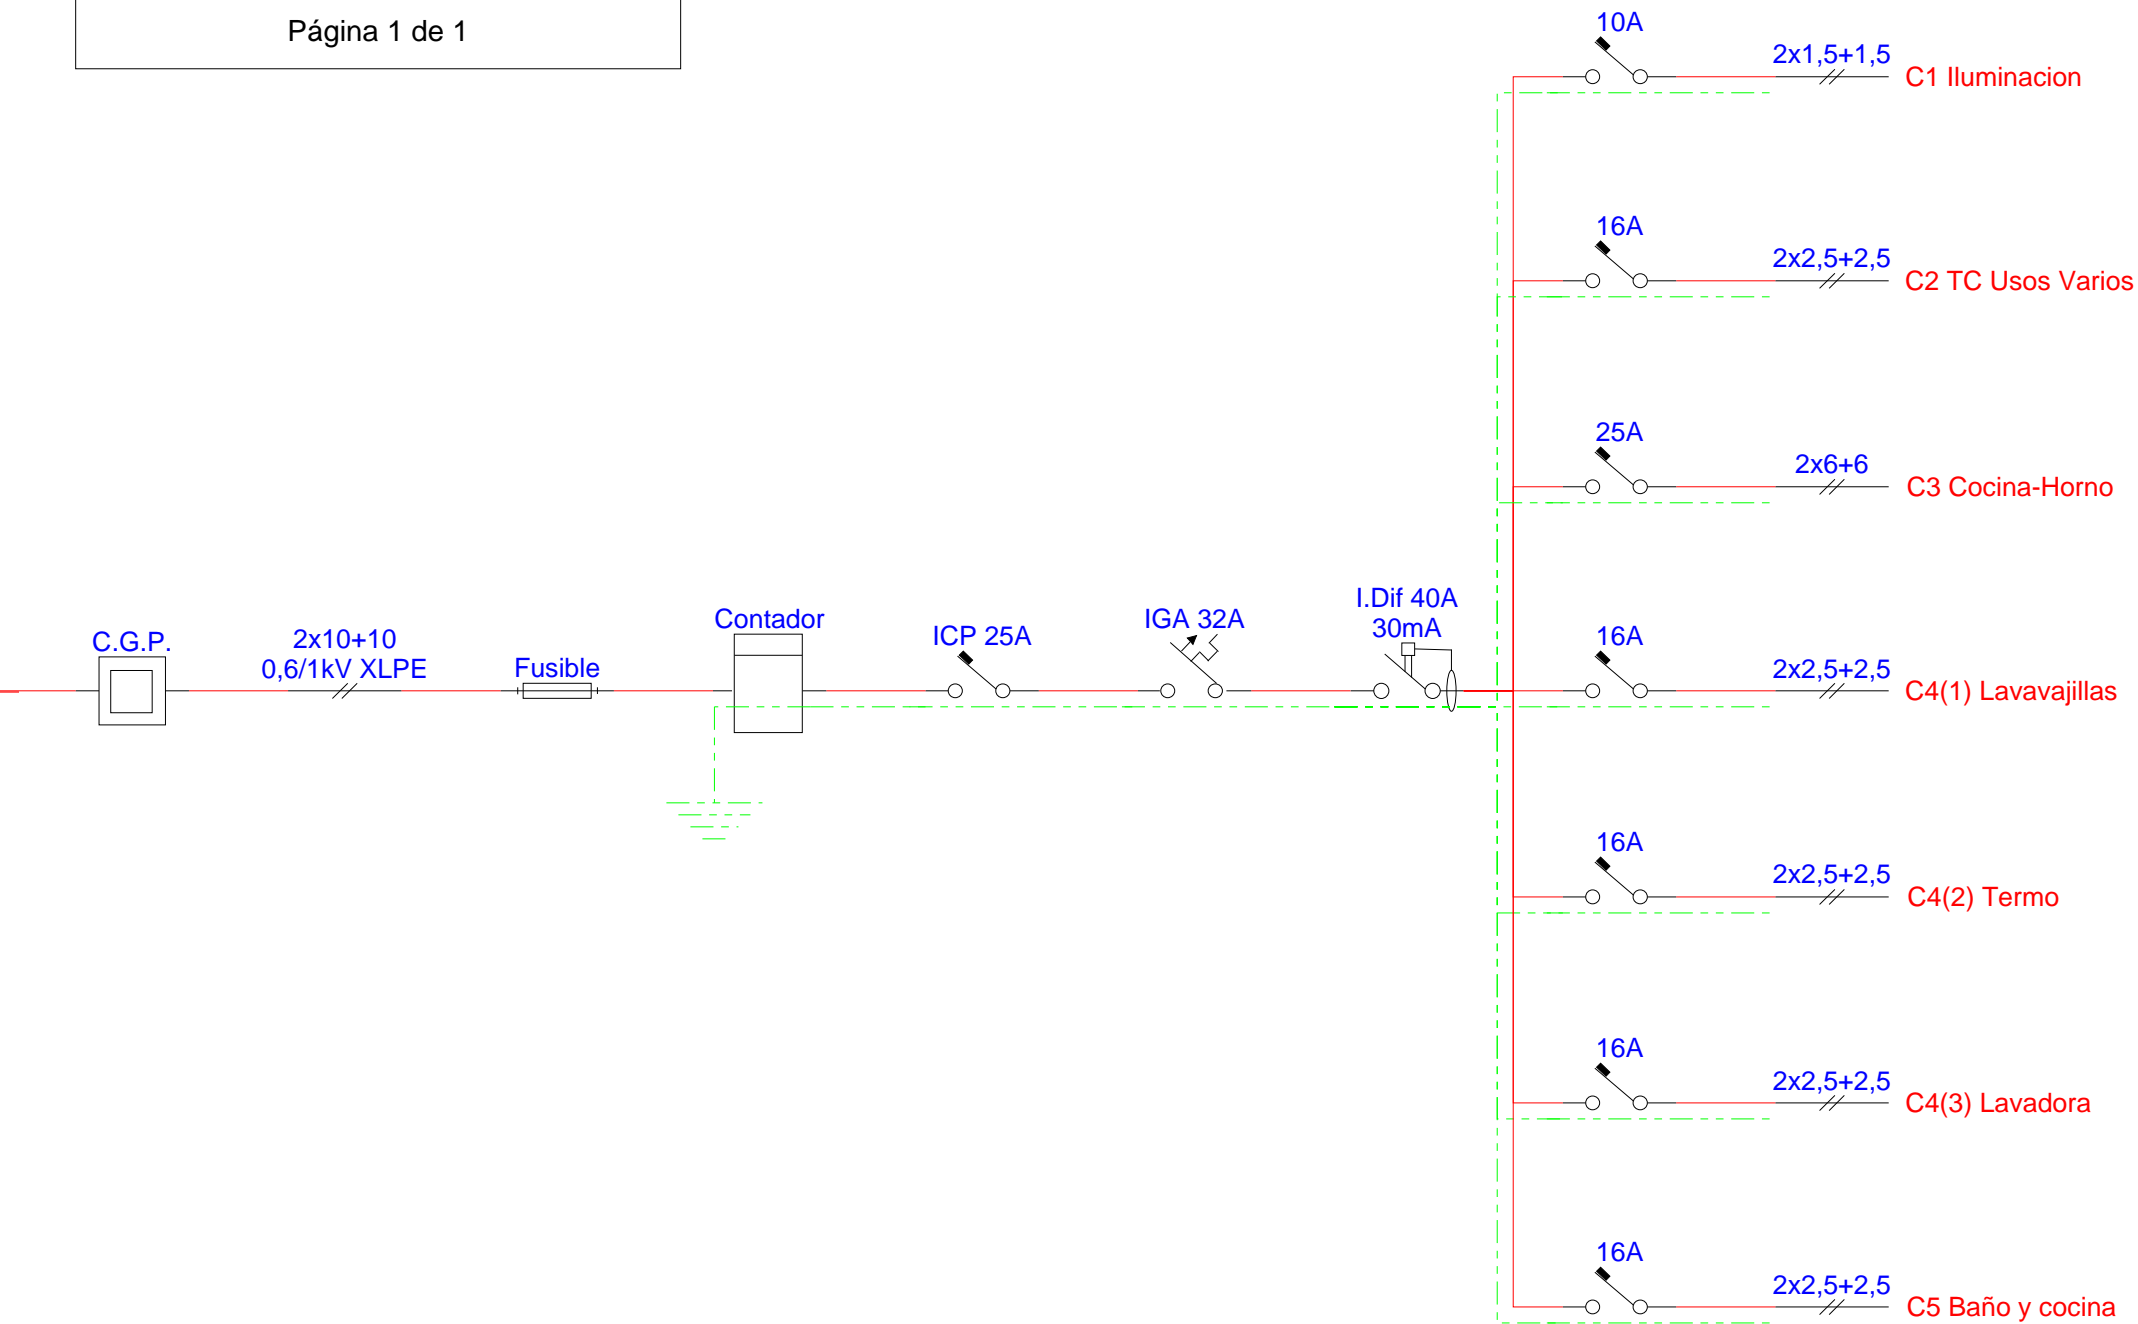 Página 1 de 1
10A
2x1,5+1,5
C1 Iluminacion
16A
2x2,5+2,5
C2 TC Usos Varios
25A
2x6+6
C3 Cocina-Horno
C.G.P.
2x10+10
0,6/1kV XLPE
Fusible
Contador
ICP 25A
IGA 32A
I.Dif 40A
30mA
16A
2x2,5+2,5
C4(1) Lavavajillas
16A
2x2,5+2,5
C4(2) Termo
16A
2x2,5+2,5
C4(3) Lavadora
16A
2x2,5+2,5
C5 Baño y cocina